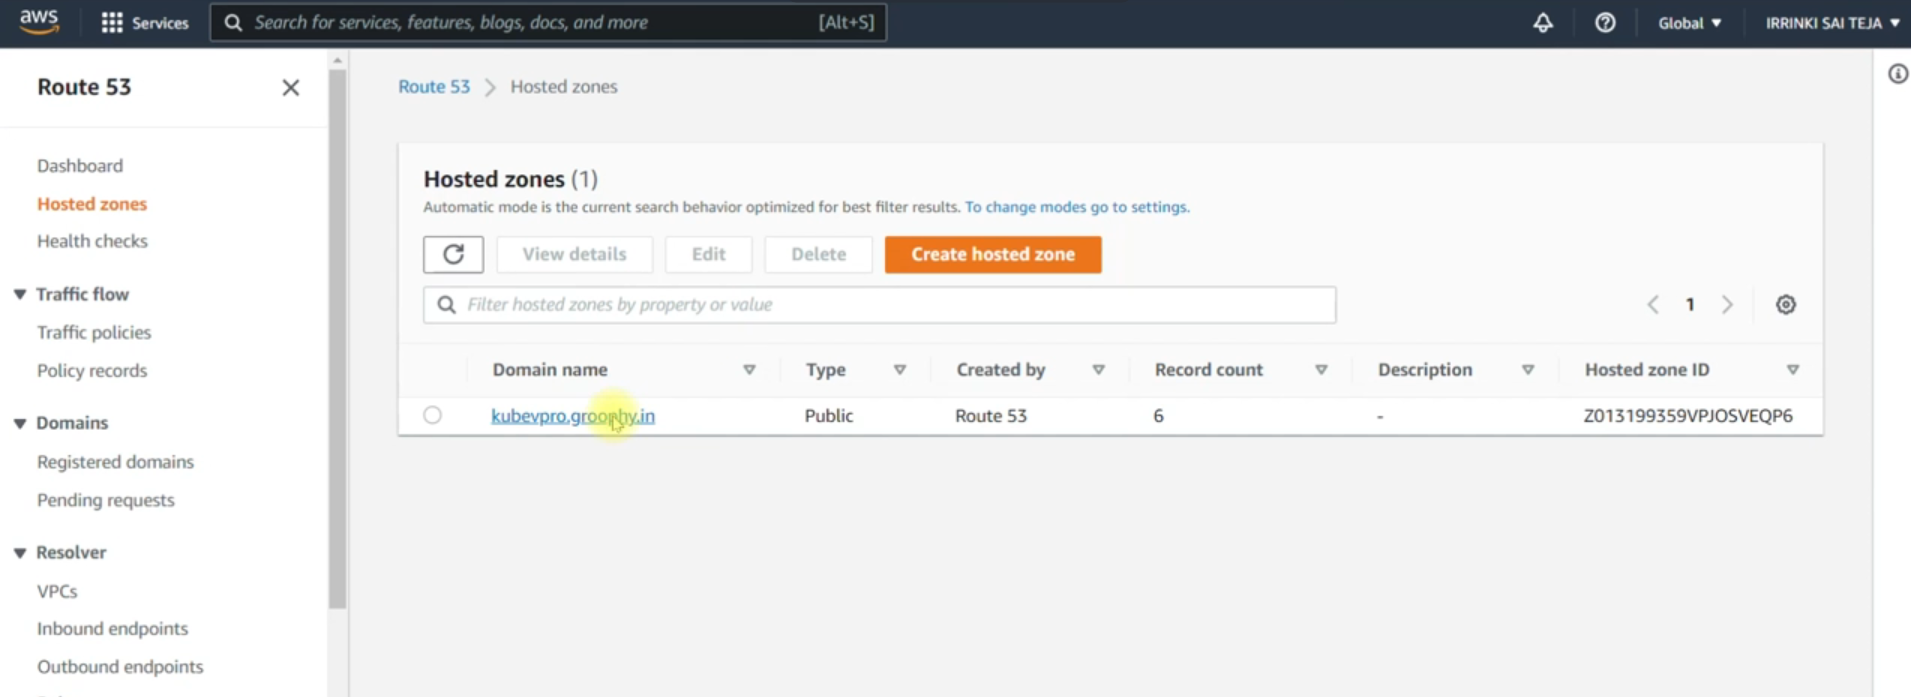 aws Services Search for services, features, blogs, docs, and more [Alt+S] Global IRRINKI SAI TEJA
Route 53
Dashboard
Hosted zones
Health checks
Traffic flow
Traffic policies
Policy records
Domains
Registered domains
Pending requests
Resolver
VPCs
Inbound endpoints
Outbound endpoints
Route 53 > Hosted zones
Hosted zones (1)
Automatic mode is the current search behavior optimized for best filter results. To change modes go to settings.
View details Edit Delete Create hosted zone
Filter hosted zones by property or value 1
Domain name Type Created by Record count Description Hosted zone ID
kubevpro.groophy.in Public Route 53 6 - Z013199359VPJOSVEQP6